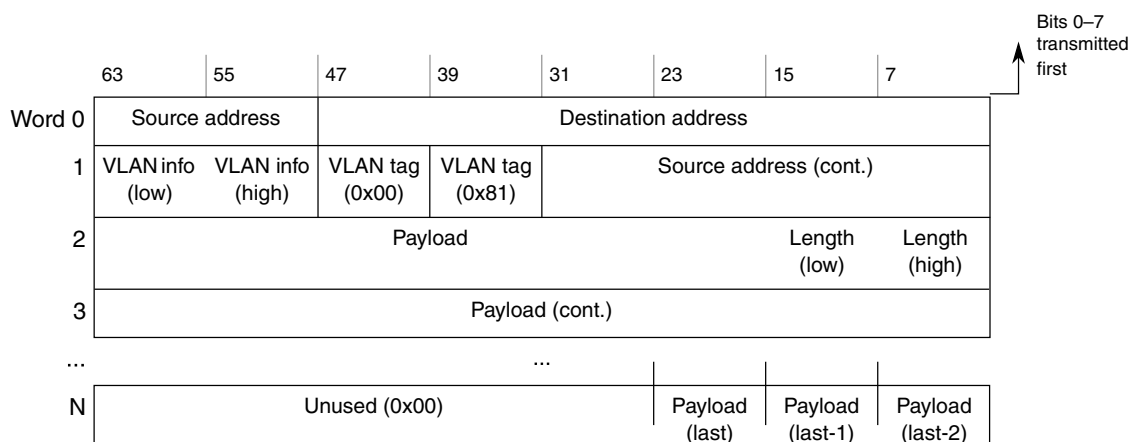 Bits 0–7
transmitted
first
63 55 47 39 31 23 15 7
Word 0 Source address Destination address
1 VLAN info VLAN info VLAN tag VLAN tag Source address (cont.)
(low) (high) (0x00) (0x81)
2 Payload Length Length
(low) (high)
3 Payload (cont.)
... ...
N Unused (0x00) Payload Payload Payload
(last) (last-1) (last-2)